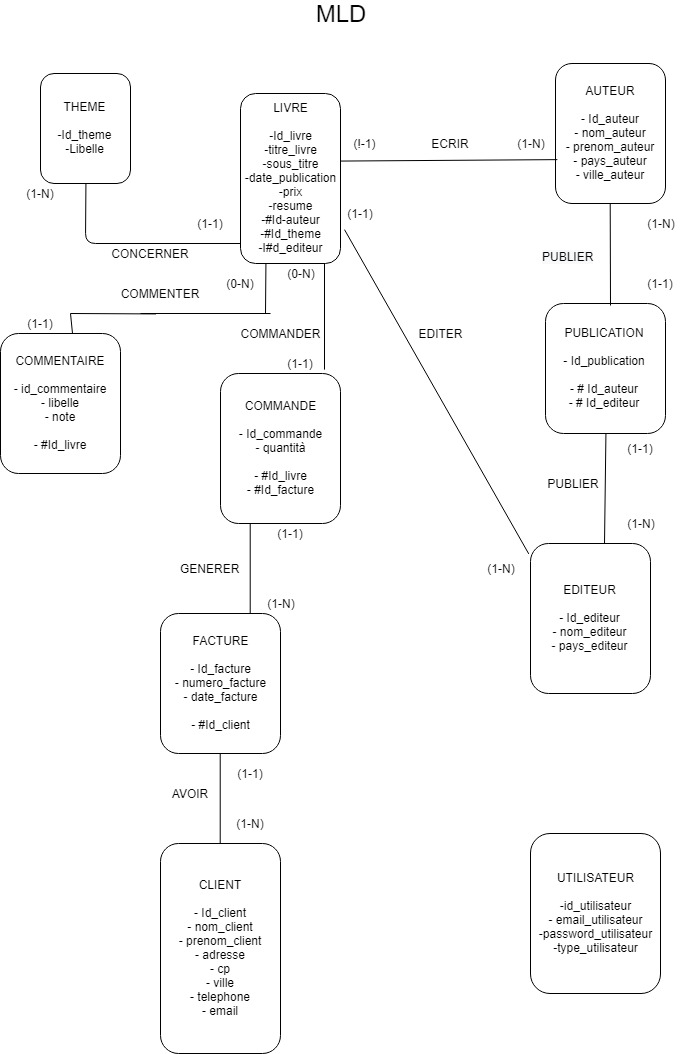 MLD
THEME
-Id_theme
-Libelle
(1-N)
LIVRE
-Id_livre
-titre_livre
-sous_titre
-date_publication
-prix
-resume
-#Id-auteur
-#Id_theme
-I#d_editeur
(!-1)
ECRIR
(1-N)
AUTEUR
- Id_auteur
- nom_auteur
- prenom_auteur
- pays_auteur
- ville_auteur
(1-1)
CONCERNER
(1-1)
(1-N)
PUBLIER
(1-1)
(0-N)
(0-N)
COMMENTER
(1-1)
COMMANDER
(1-1)
EDITER
COMMENTAIRE
- id_commentaire
- libelle
- note
- #Id_livre
COMMANDE
- Id_commande
- quantità
- #Id_livre
- #Id_facture
PUBLICATION
- Id_publication
- # Id_auteur
- # Id_editeur
(1-1)
PUBLIER
(1-N)
(1-1)
GENERER
(1-N)
(1-N)
EDITEUR
- Id_editeur
- nom_editeur
- pays_editeur
FACTURE
- Id_facture
- numero_facture
- date_facture
- #Id_client
(1-1)
AVOIR
(1-N)
CLIENT
- Id_client
- nom_client
- prenom_client
- adresse
- cp
- ville
- telephone
- email
UTILISATEUR
-id_utilisateur
- email_utilisateur
-password_utilisateur
-type_utilisateur